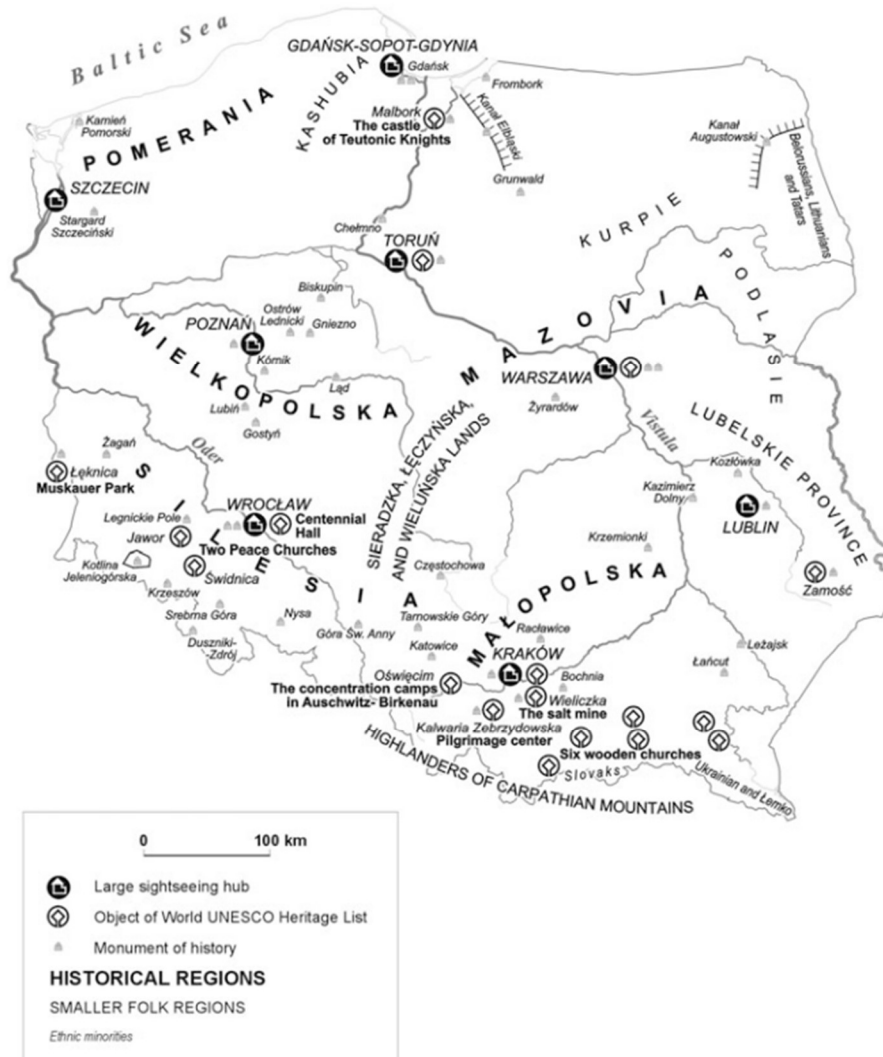 Baltic Sea
GDAŃSK-SOPOT-GDYNIA
Gdańsk
KASHUBIA
Frombork
Kamień
Pomorski
POMERANIA
Malbork
The castle
of Teutonic Knights
Kanał Elbląski
Kanał
Augustowski
Belorussians, Lithuanians
and Tatars
Grunwald
SZCZECIN
Stargard
Szczeciński
Chełmno
TORUŃ
KURPIE
PODLASIE
Biskupin
Ostrów
Lednicki
Gniezno
POZNAŃ
Kórnik
WIELKOPOLSKA
MAZOVIA
WARSZAWA
Ląd
Żyrardów
Lubiń
Gostyń
Oder
Vistula
SIERADZKA, ŁĘCZYŃSKA,
AND WIELUŃSKA LANDS
LUBELSKIE PROVINCE
Żagań
Łęknica
Muskauer Park
SILESIA
Kozłówka
Kazimierz
Dolny
LUBLIN
WROCŁAW
Centennial
Hall
Legnickie Pole
Jawor
Two Peace Churches
Krzemionki
Kotlina
Jeleniogórska
Świdnica
Częstochowa
Zamość
Krzeszów
Srebrna Góra
Nysa
MAŁOPOLSKA
Duszniki-
-Zdrój
Góra Św. Anny
Tarnowskie Góry
Racławice
Katowice
KRAKÓW
Leżajsk
Łańcut
Oświęcim
The concentration camps
in Auschwitz- Birkenau
Bochnia
Wieliczka
The salt mine
Kalwaria Zebrzydowska
Pilgrimage center
Six wooden churches
Slovaks
Ukrainian and Łemko
HIGHLANDERS OF CARPATHIAN MOUNTAINS
0 100 km
Large sightseeing hub
Object of World UNESCO Heritage List
Monument of history
HISTORICAL REGIONS
SMALLER FOLK REGIONS
Ethnic minorities